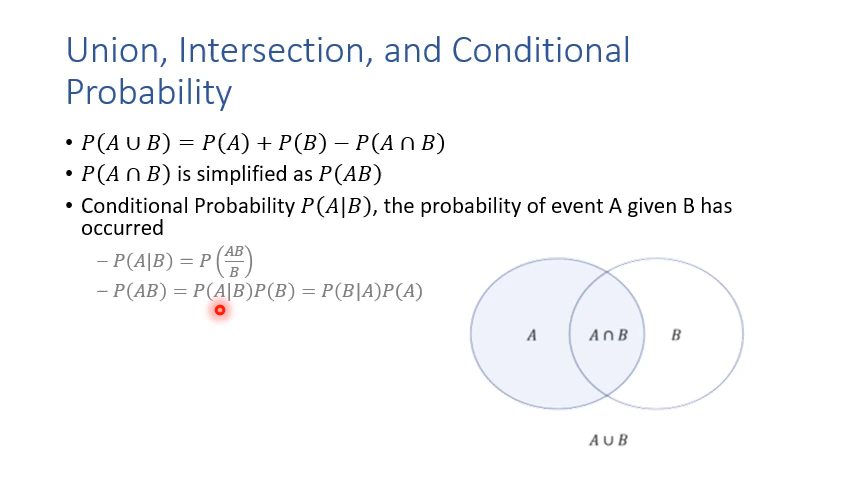 Union, Intersection, and Conditional
Probability
• P(A ∪ B) = P(A) + P(B) − P(A ∩ B)
• P(A ∩ B) is simplified as P(AB)
• Conditional Probability P(A|B), the probability of event A given B has
occurred
– P(A|B) = P(AB/B)
– P(AB) = P(A|B)P(B) = P(B|A)P(A)
A A ∩ B B
A ∪ B